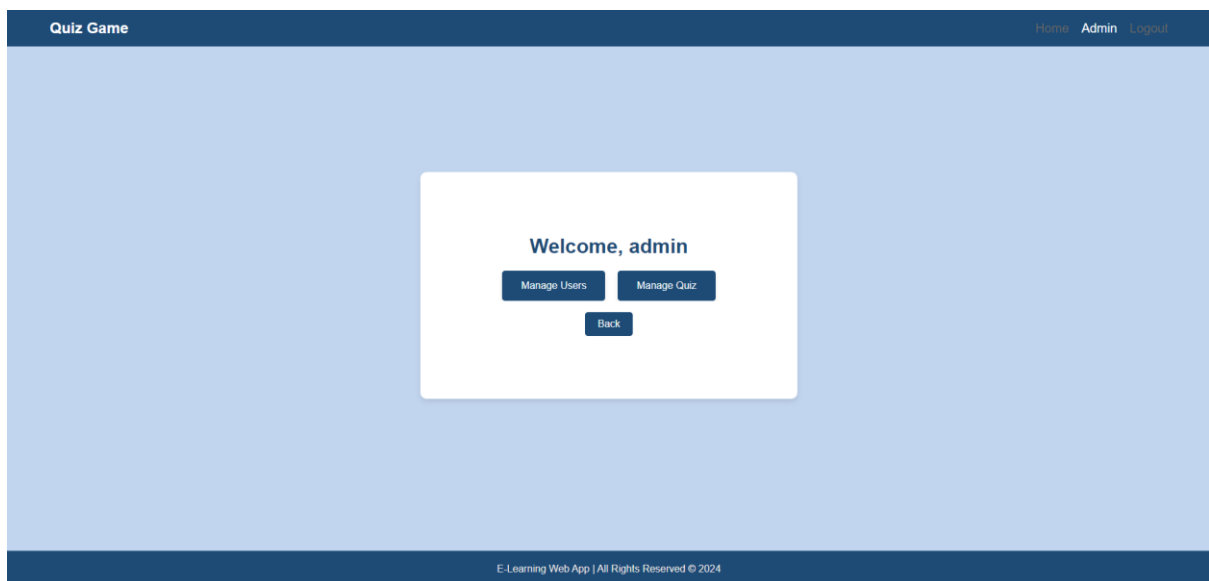 Quiz Game
Home Admin Logout
Welcome, admin
Manage Users Manage Quiz
Back
E-Learning Web App | All Rights Reserved © 2024